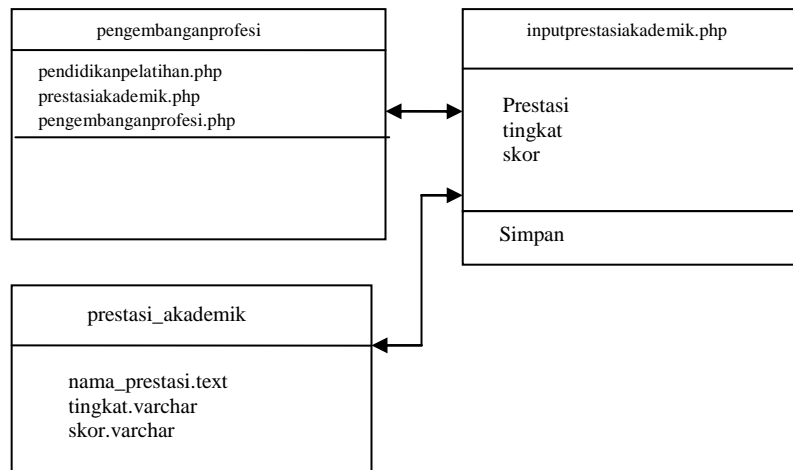 pengembanganprofesi
pendidikanpelatihan.php
prestasiakademik.php
pengembanganprofesi.php
inputprestasiakademik.php
Prestasi
tingkat
skor
Simpan
prestasi_akademik
nama_prestasi.text
tingkat.varchar
skor.varchar